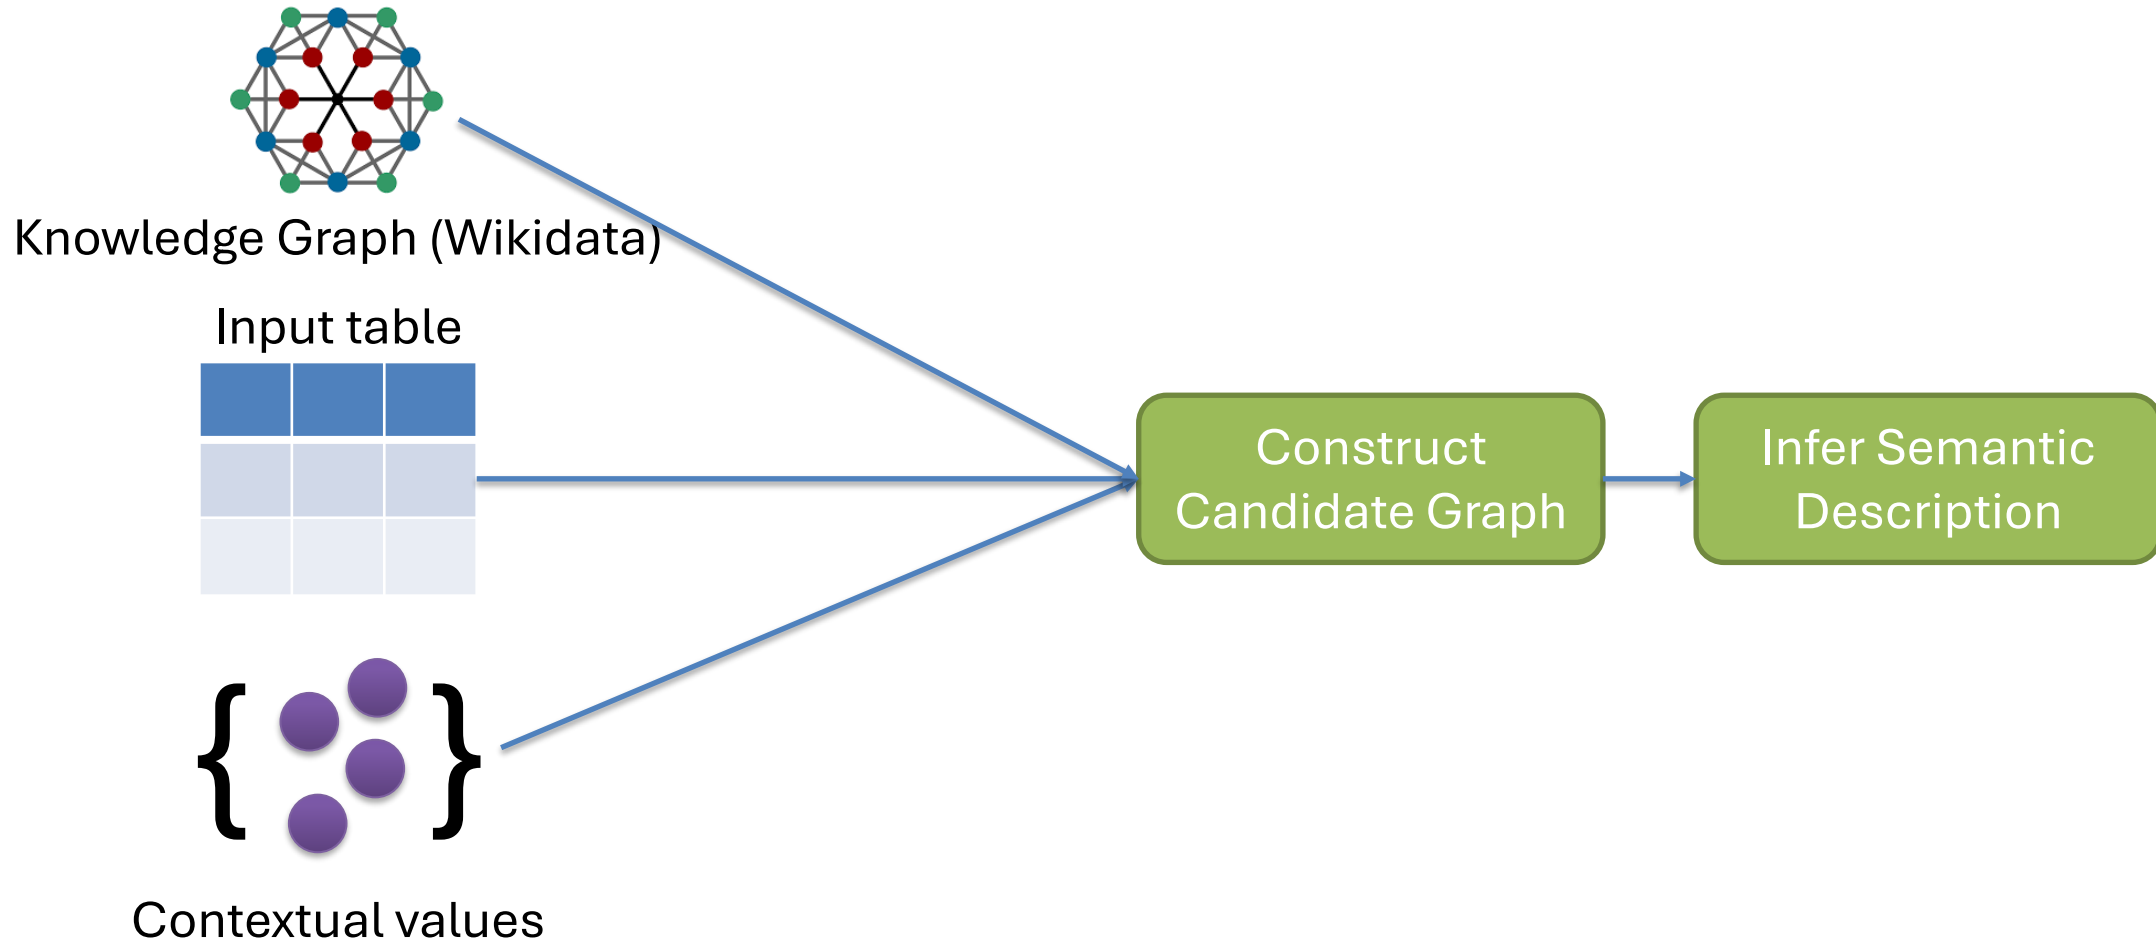 Knowledge Graph (Wikidata)
Input table
Construct
Candidate Graph
Infer Semantic
Description
{ }
Contextual values